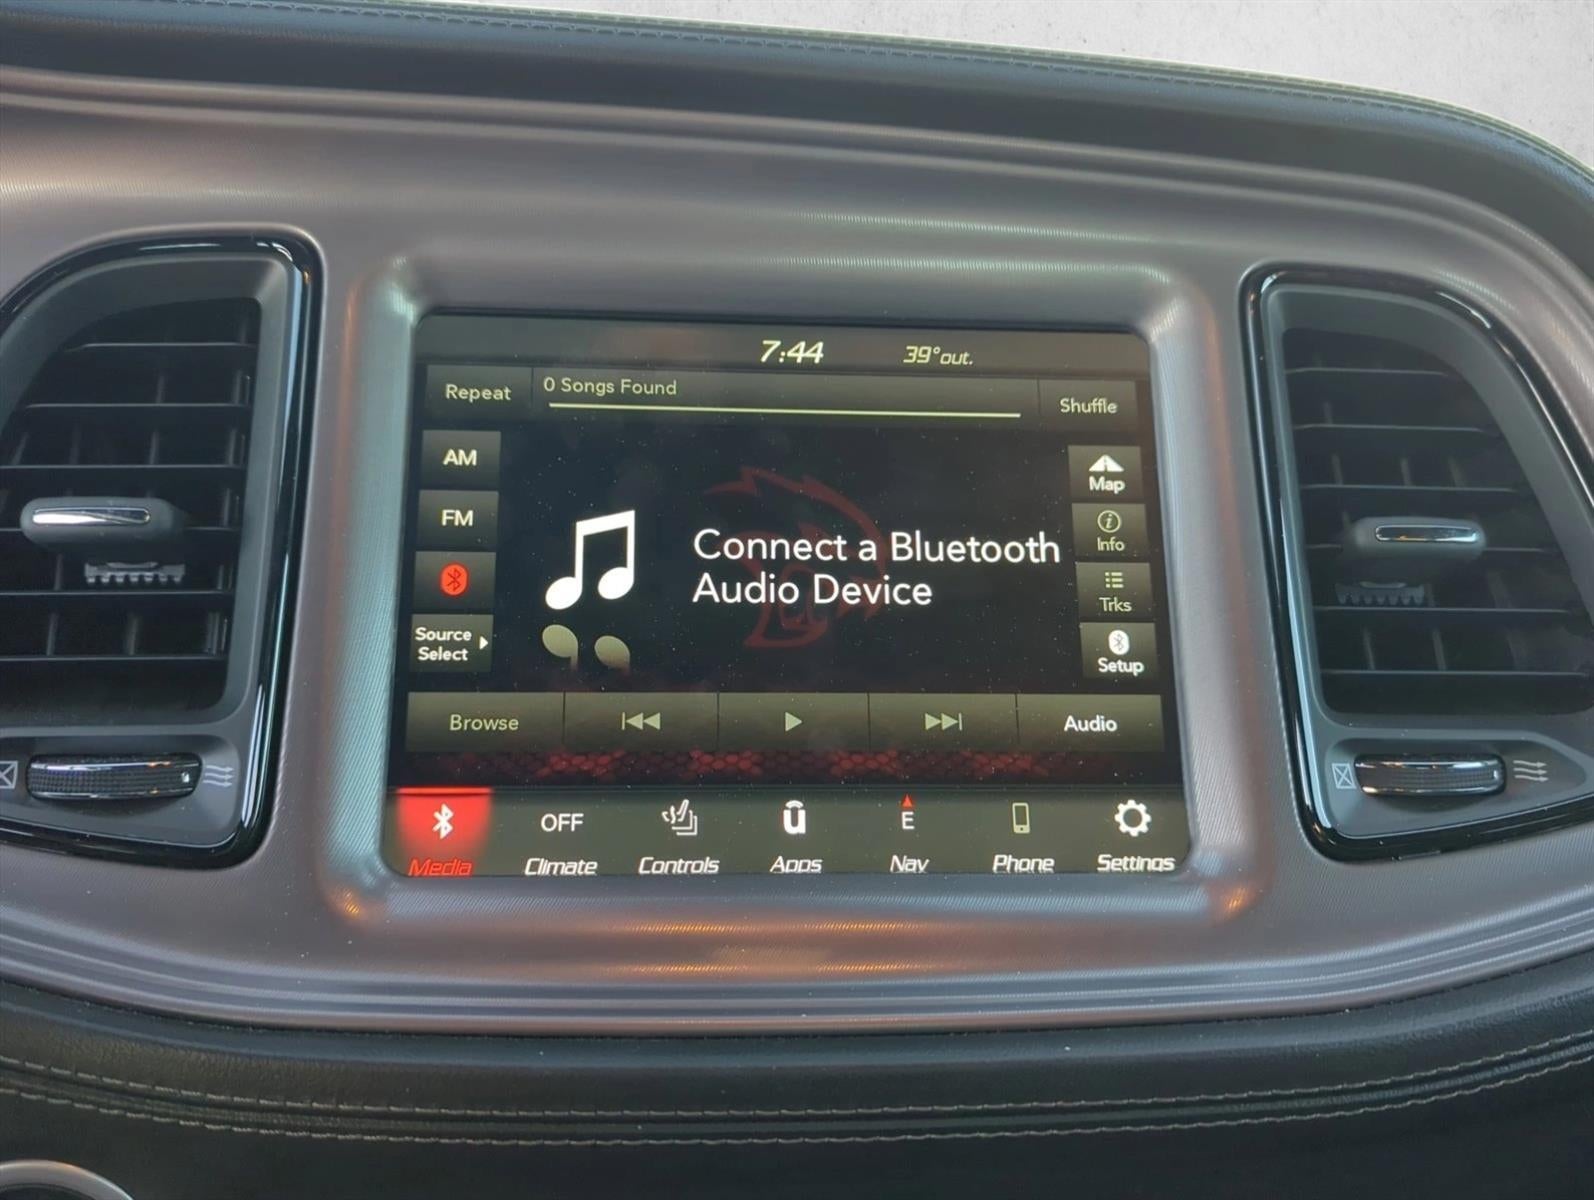 7:44 39°out.
Repeat 0 Songs Found Shuffle
AM
FM
Source
Select
Connect a Bluetooth
Audio Device
Map
Info
Trks
Setup
Browse Audio
OFF E
Media Climate Controls Apps Nav Phone Settings